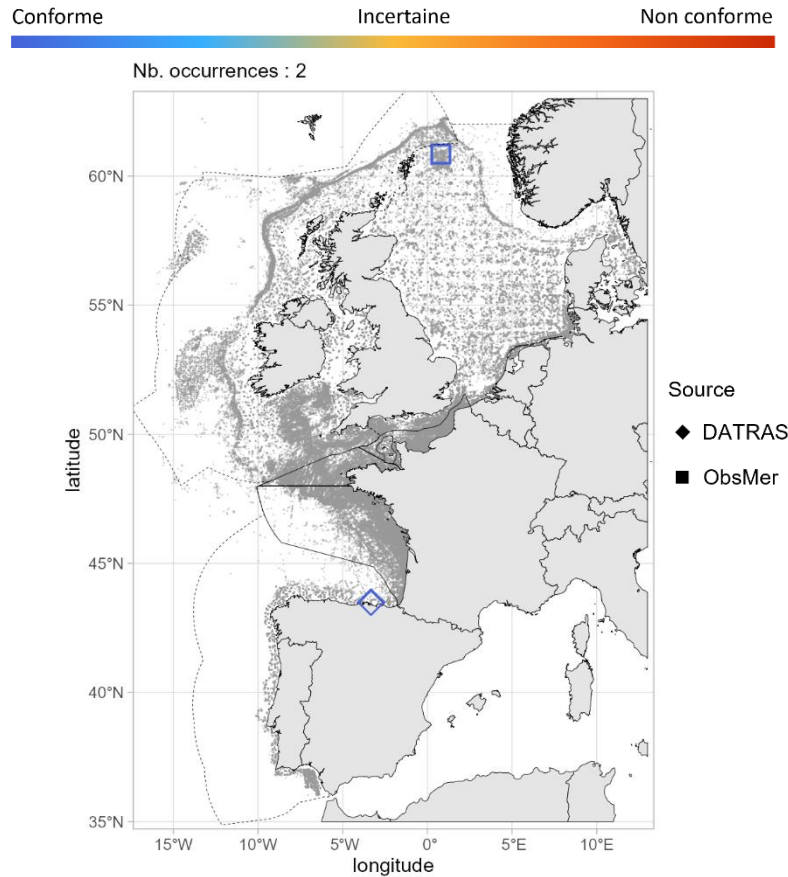 Conforme Incertaine Non conforme
Nb. occurrences : 2
60°N
55°N
50°N
45°N
40°N
35°N
latitude
15°W 10°W 5°W 0° 5°E 10°E
longitude
Source
DATRAS
ObsMer